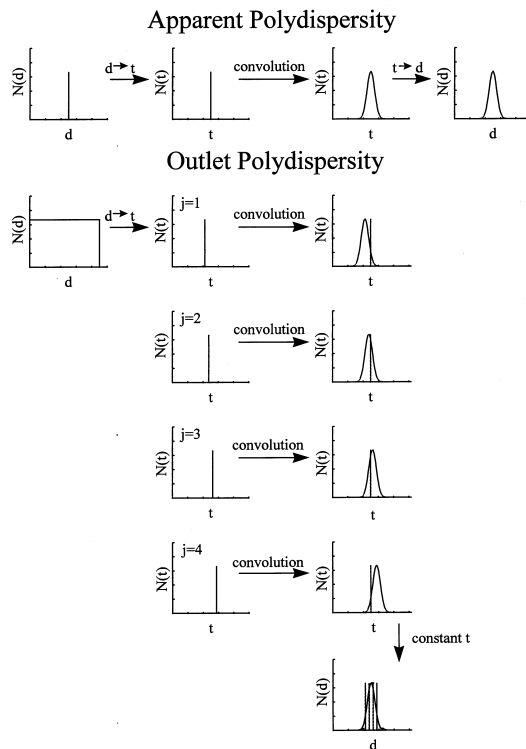 Apparent Polydispersity
N(d)
d
d→t
N(t)
t
convolution
N(t)
t
t→d
N(d)
d
Outlet Polydispersity
N(d)
d
d→t
j=1
N(t)
t
convolution
N(t)
t
j=2
N(t)
t
convolution
N(t)
t
j=3
N(t)
t
convolution
N(t)
t
j=4
N(t)
t
convolution
N(t)
t
constant t
N(d)
d